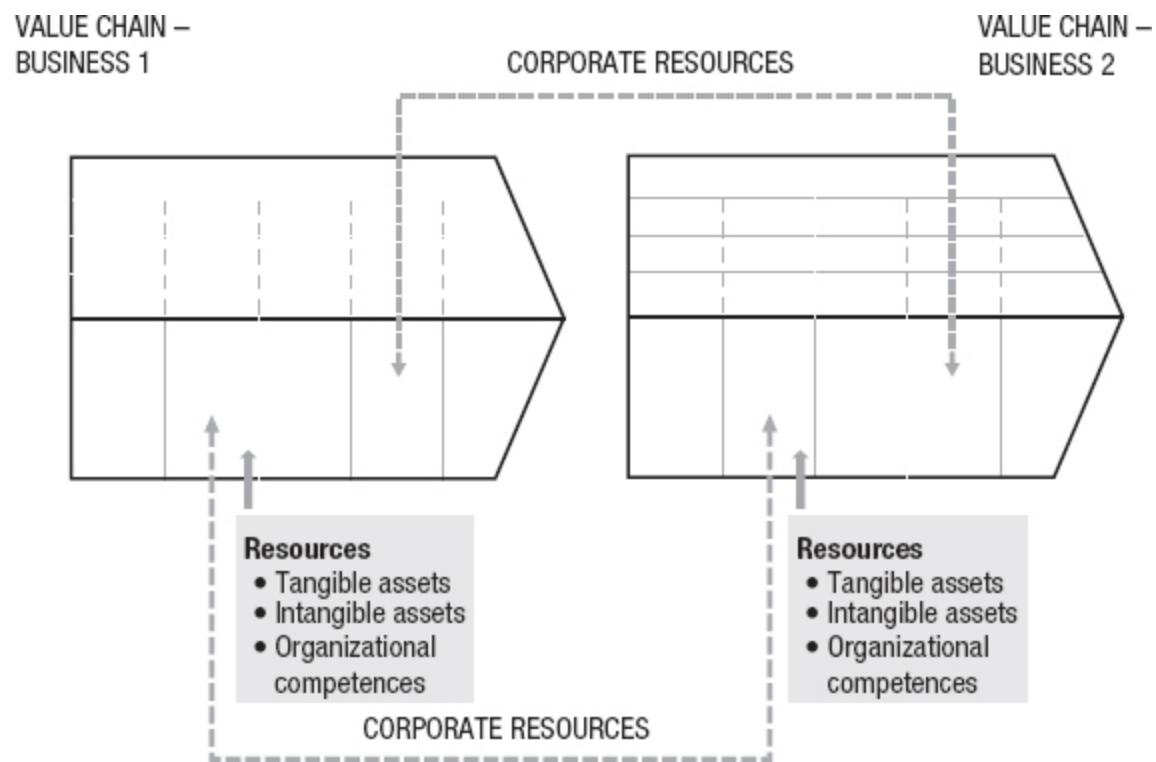 VALUE CHAIN –
BUSINESS 1
CORPORATE RESOURCES
VALUE CHAIN –
BUSINESS 2
Resources
• Tangible assets
• Intangible assets
• Organizational
competences
Resources
• Tangible assets
• Intangible assets
• Organizational
competences
CORPORATE RESOURCES